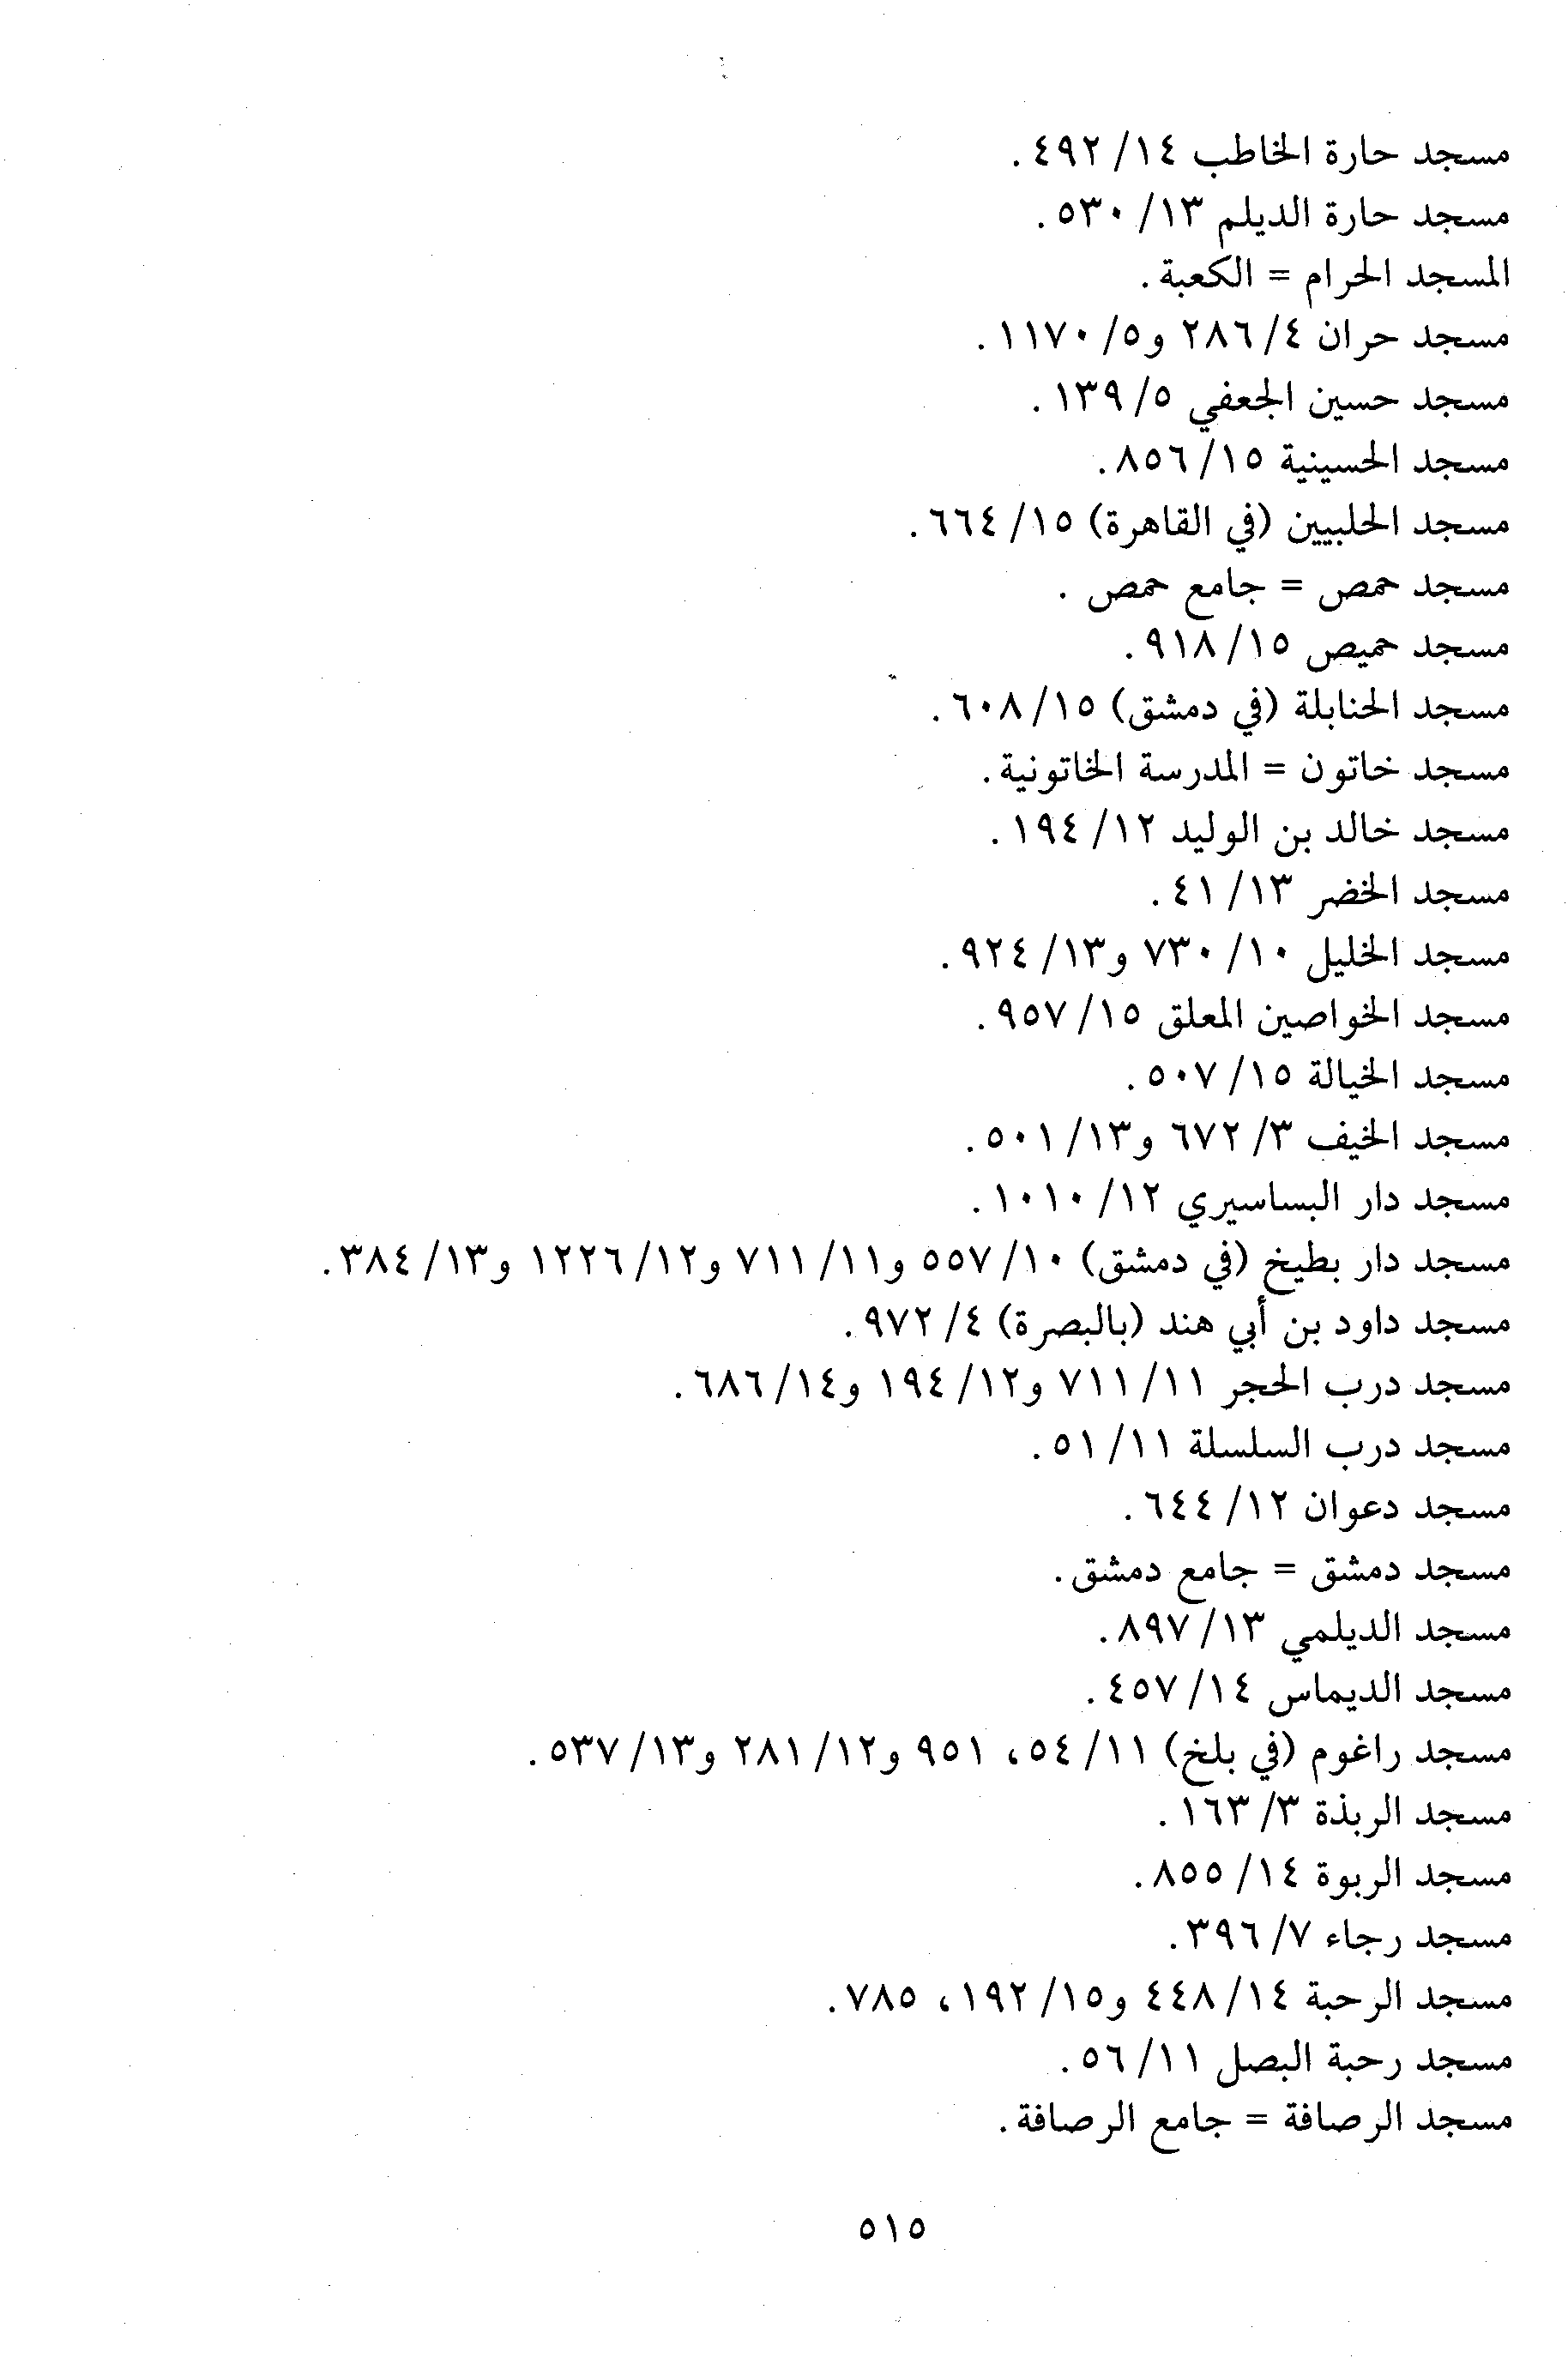 مسجد حارة الخاطب ١٤/ ٤٩٢.
مسجد حارة الديلم ١٣/ ٥٣٠.
المسجد الحرام = الكعبة.
مسجد حران ٤/ ٢٨٦ و٥/ ١١٧٠.
مسجد حسين الجعفي ٥/ ١٣٩.
مسجد الحسينية ١٥/ ٨٥٦.
مسجد الحلبيين (في القاهرة) ١٥/ ٦٦٤.
مسجد حمص = جامع حمص.
مسجد حميص ١٥/ ٩١٨.
مسجد الحنابلة (في دمشق) ١٥/ ٦٠٨.
مسجد خاتون = المدرسة الخاتونية.
مسجد خالد بن الوليد ١٢/ ١٩٤.
مسجد الخضر ١٣/ ٤١.
مسجد الخليل ١٠/ ٧٣٠ و١٣/ ٩٢٤.
مسجد الخواصين المعلق ١٥/ ٩٥٧.
مسجد الخيالة ١٥/ ٥٠٧.
مسجد الخيف ٣/ ٦٧٢ و١٣/ ٥٠١.
مسجد دار البساسيري ١٢/ ١٠١٠.
مسجد دار بطيخ (في دمشق) ١٠/ ٥٥٧ و١١/ ٧١١ و١٢/ ١٢٢٦ و١٣/ ٣٨٤.
مسجد داود بن أبي هند (بالبصرة) ٤/ ٩٧٢.
مسجد درب الحجر ١١/ ٧١١ و١٢/ ١٩٤ و١٤/ ٦٨٦.
مسجد درب السلسلة ١١/ ٥١.
مسجد دعوان ١٢/ ٦٤٤.
مسجد دمشق = جامع دمشق.
مسجد الديلمي ١٣/ ٨٩٧.
مسجد الديماس ١٤/ ٤٥٧.
مسجد راغوم (في بلخ) ١١/ ٥٤، ٩٥١ و١٢/ ٢٨١ و١٣/ ٥٣٧.
مسجد الربذة ٣/ ١٦٣.
مسجد الربوة ١٤/ ٨٥٥.
مسجد رجاء ٧/ ٣٩٦.
مسجد الرحبة ١٤/ ٤٤٨ و١٥/ ١٩٢، ٧٨٥.
مسجد رحبة البصل ١١/ ٥٦.
مسجد الرصافة = جامع الرصافة.
٥١٥